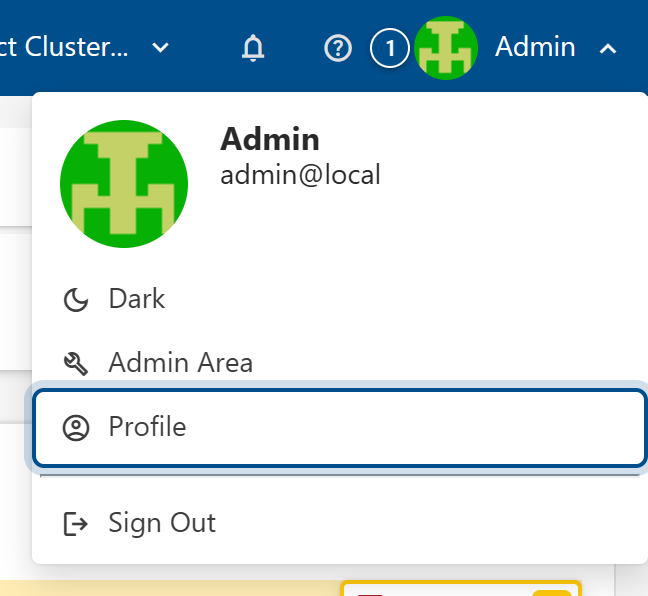 ct Cluster...
1
Admin
Admin
admin@local
Dark
Admin Area
Profile
Sign Out